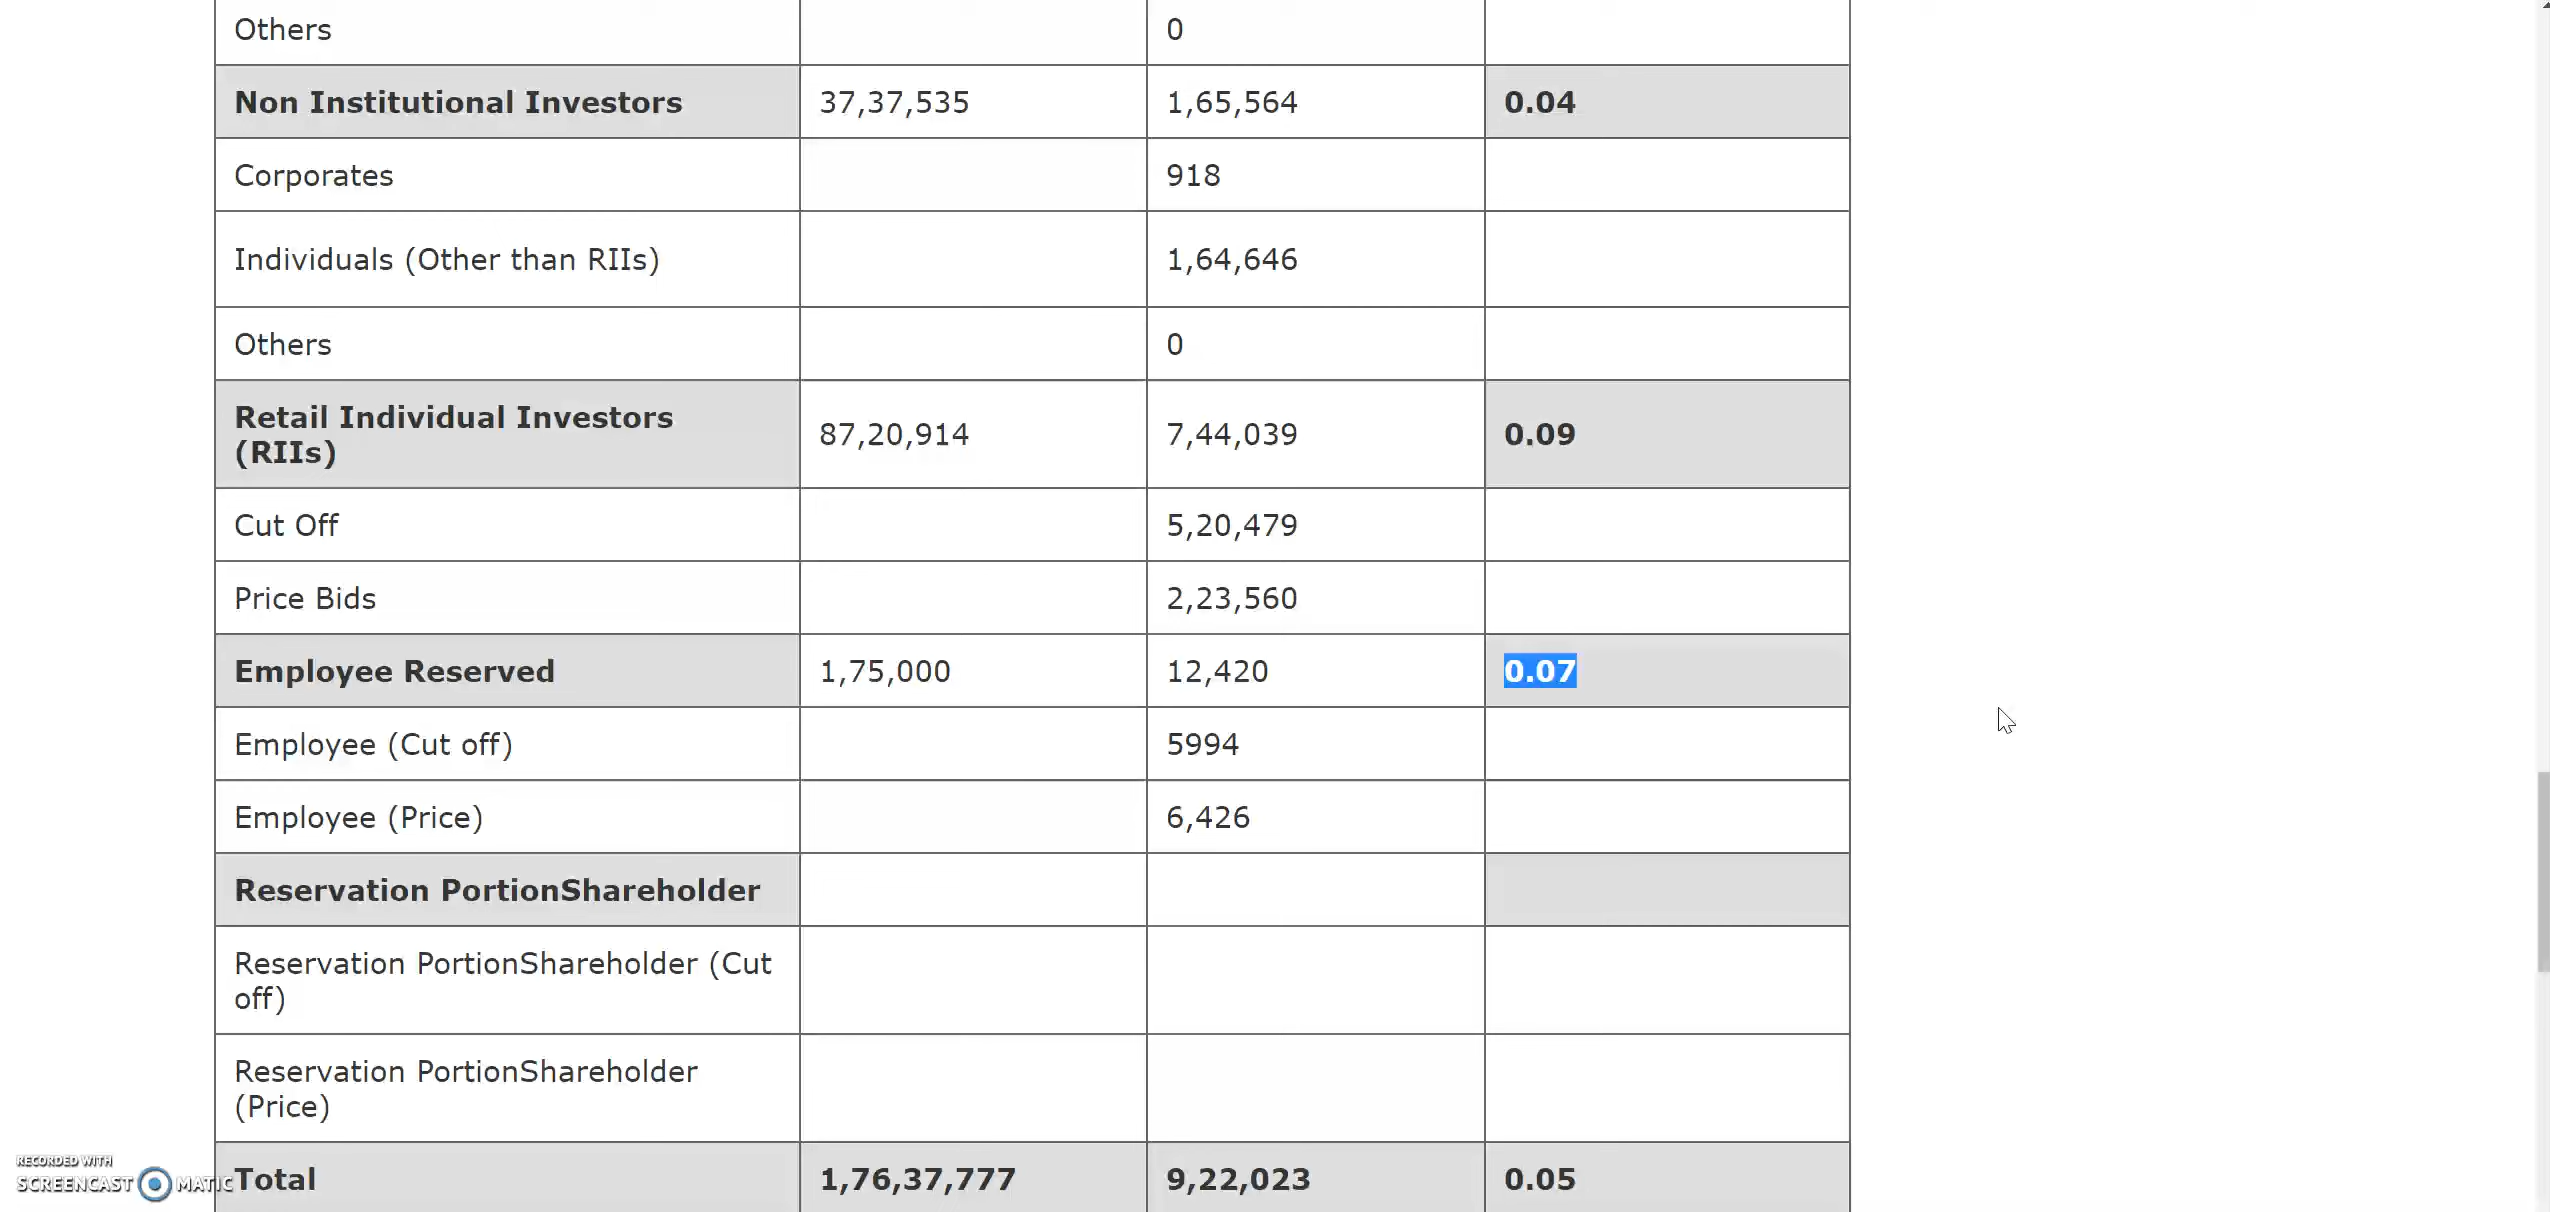 Others 0
Non Institutional Investors 37,37,535 1,65,564 0.04
Corporates 918
Individuals (Other than RIIs) 1,64,646
Others 0
Retail Individual Investors
(RIIs) 87,20,914 7,44,039 0.09
Cut Off 5,20,479
Price Bids 2,23,560
Employee Reserved 1,75,000 12,420 0.07
Employee (Cut off) 5994
Employee (Price) 6,426
Reservation PortionShareholder
Reservation PortionShareholder (Cut
off)
Reservation PortionShareholder
(Price)
Total 1,76,37,777 9,22,023 0.05
RECORDED WITH
SCREENCAST MATIC